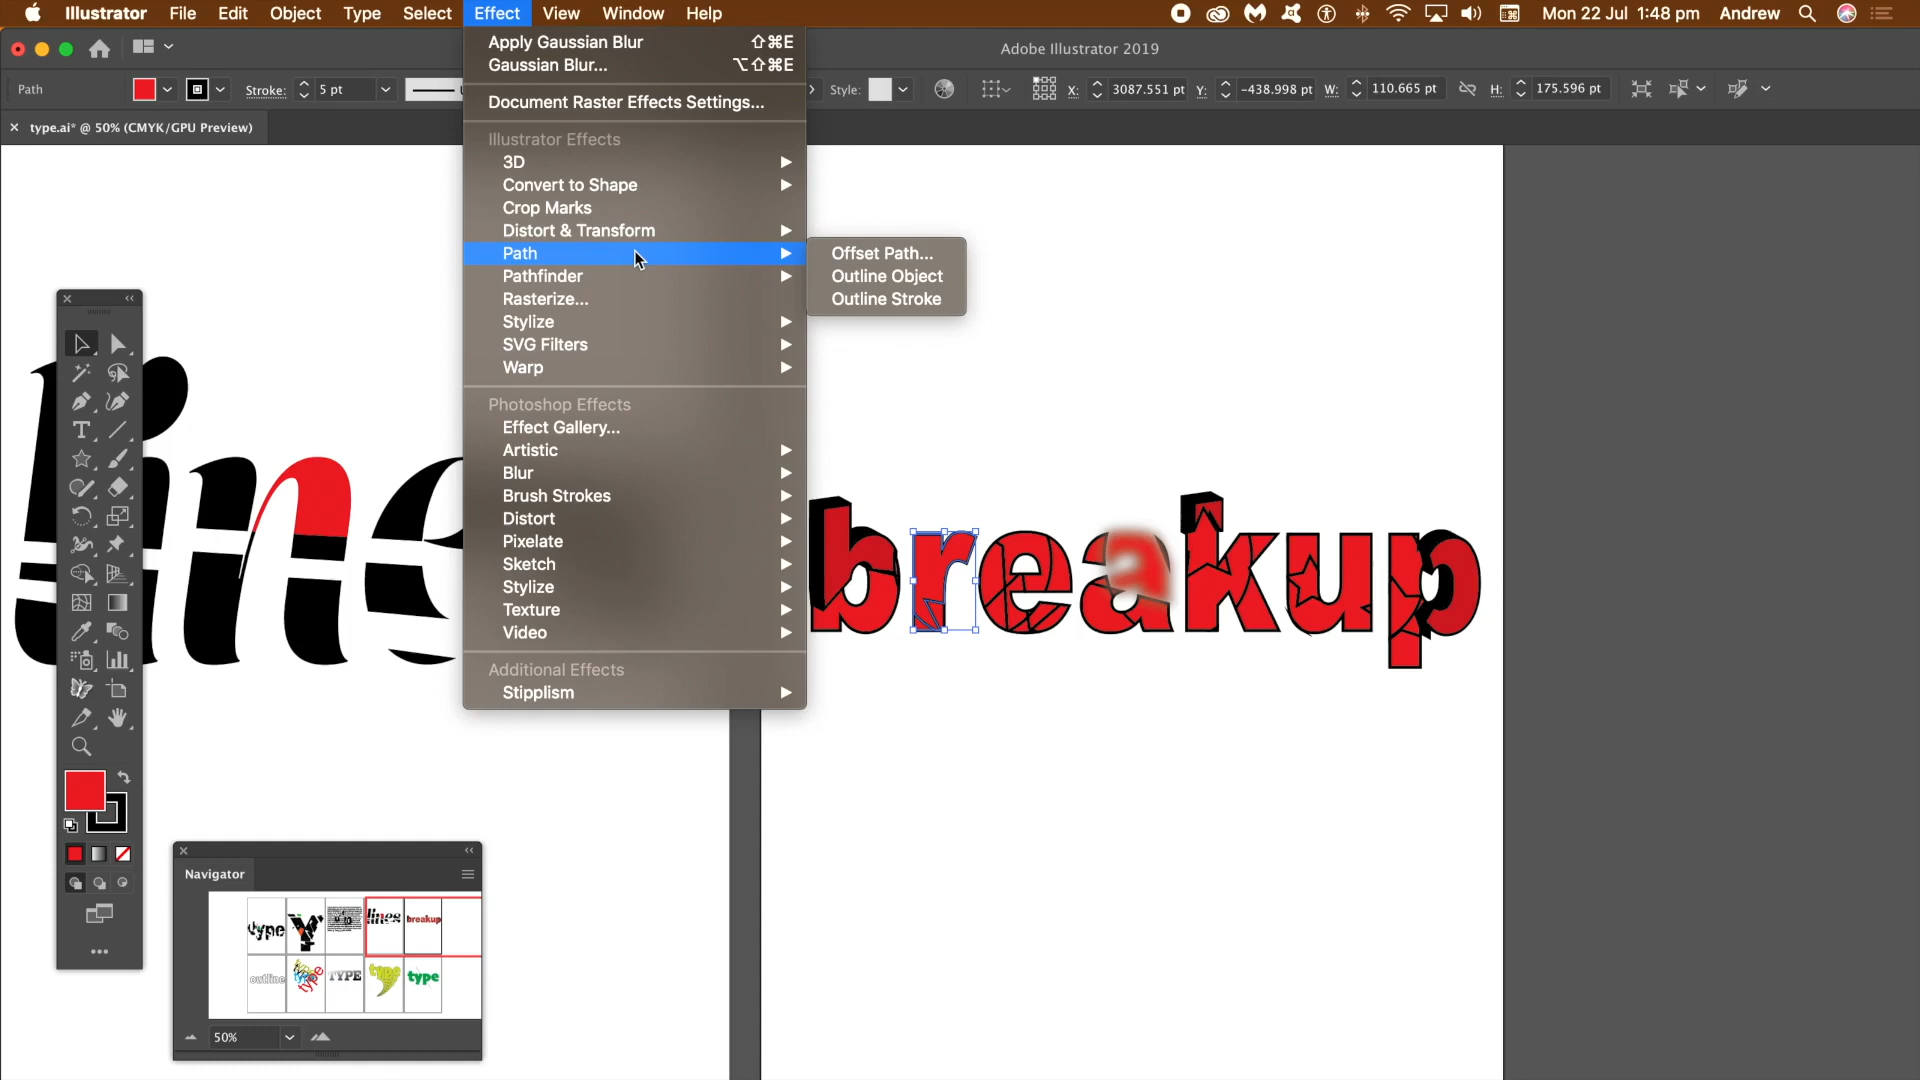 Illustrator File Edit Object Type Select Effect View Window Help Mon 22 Jul 1:48 pm Andrew
Adobe Illustrator 2019
Path Stroke: 5 pt Style: X: 3087.551 pt Y: -438.998 pt W: 110.665 pt H: 175.596 pt
× type.ai* @ 50% (CMYK/GPU Preview)
Apply Gaussian Blur ⇧⌘E
Gaussian Blur... ⌥⇧⌘E
Document Raster Effects Settings...
Illustrator Effects
3D
Convert to Shape
Crop Marks
Distort & Transform
Path
Pathfinder
Rasterize...
Stylize
SVG Filters
Warp
Photoshop Effects
Effect Gallery...
Artistic
Blur
Brush Strokes
Distort
Pixelate
Sketch
Stylize
Texture
Video
Additional Effects
Stipplism
Offset Path...
Outline Object
Outline Stroke
line
breakup
Navigator
type Y lines breakup
outline type type TYPE type type
50%